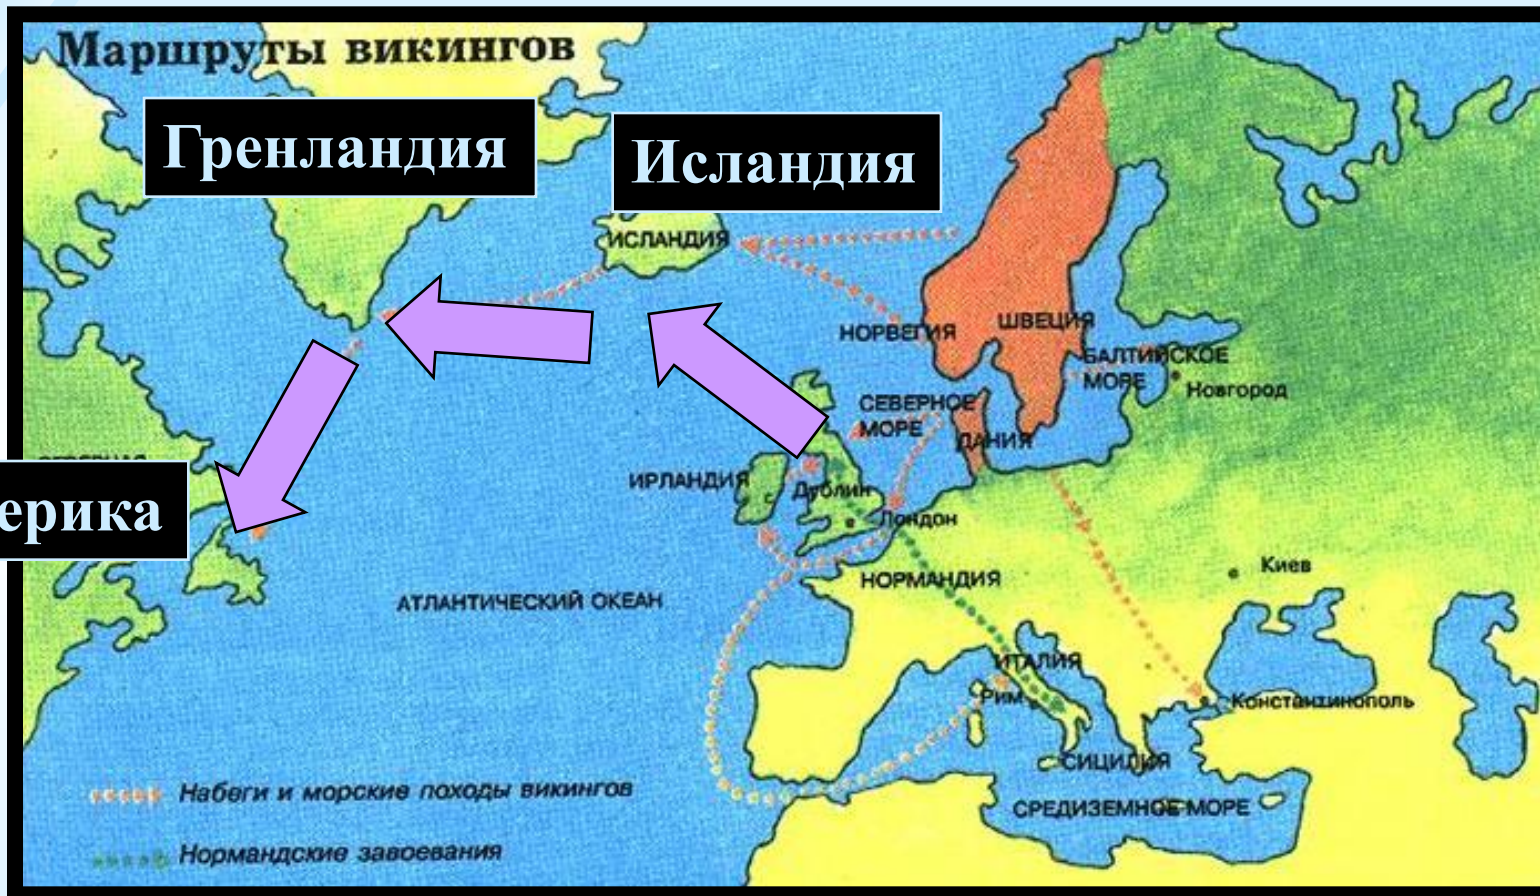 Маршруты викингов
Гренландия
Исландия
ИСЛАНДИЯ
НОРВЕГИЯ
ШВЕЦИЯ
БАЛТИЙСКОЕ
МОРЕ
Новгород
СЕВЕРНОЕ
МОРЕ
ДАНИЯ
ИРЛАНДИЯ
Дублин
Лондон
ерика
НОРМАНДИЯ
Киев
АТЛАНТИЧЕСКИЙ ОКЕАН
ИТАЛИЯ
Рим
Константинополь
СИЦИЛИЯ
СРЕДИЗЕМНОЕ МОРЕ
Набеги и морские походы викингов
Нормандские завоевания